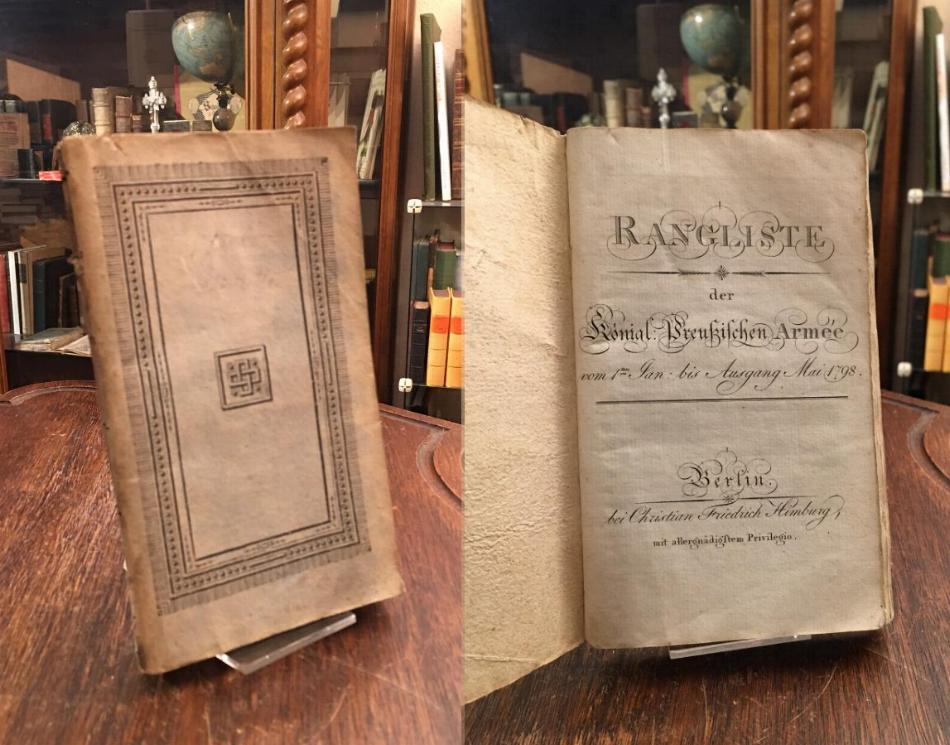 RANGLISTE
der
Königl. Preußiſchen Armée
vom 1ten Jan: bis Ausgang Mai 1798.
Berlin,
bei Christian Friedrich Himburg,
mit allergnädigſtem Privilegio.